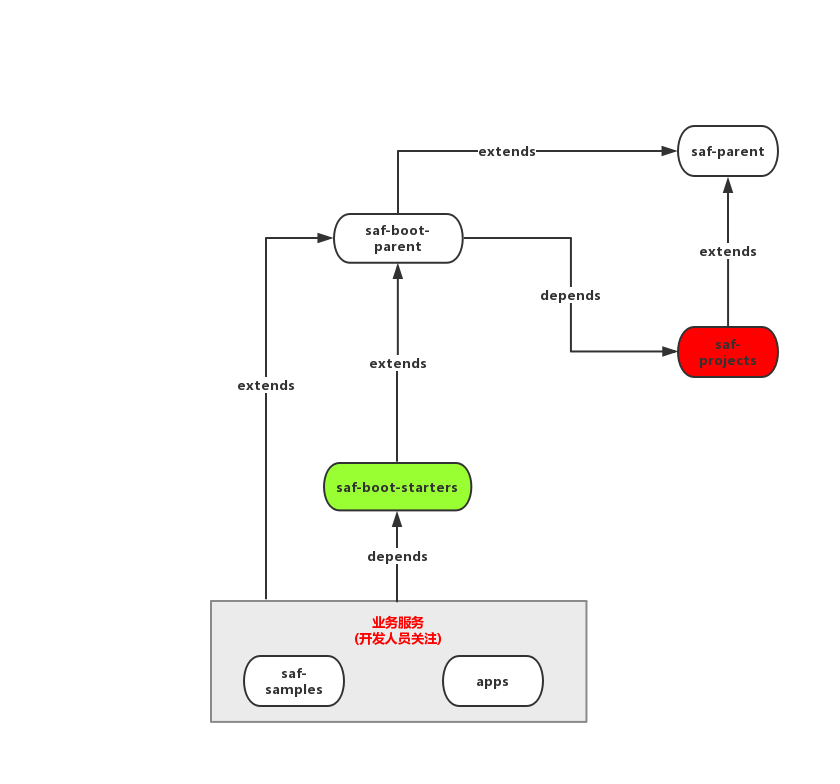 extends
saf-parent
saf-boot-
parent
extends
depends
saf-
projects
extends
extends
saf-boot-starters
depends
业务服务
(开发人员关注)
saf-
samples
apps